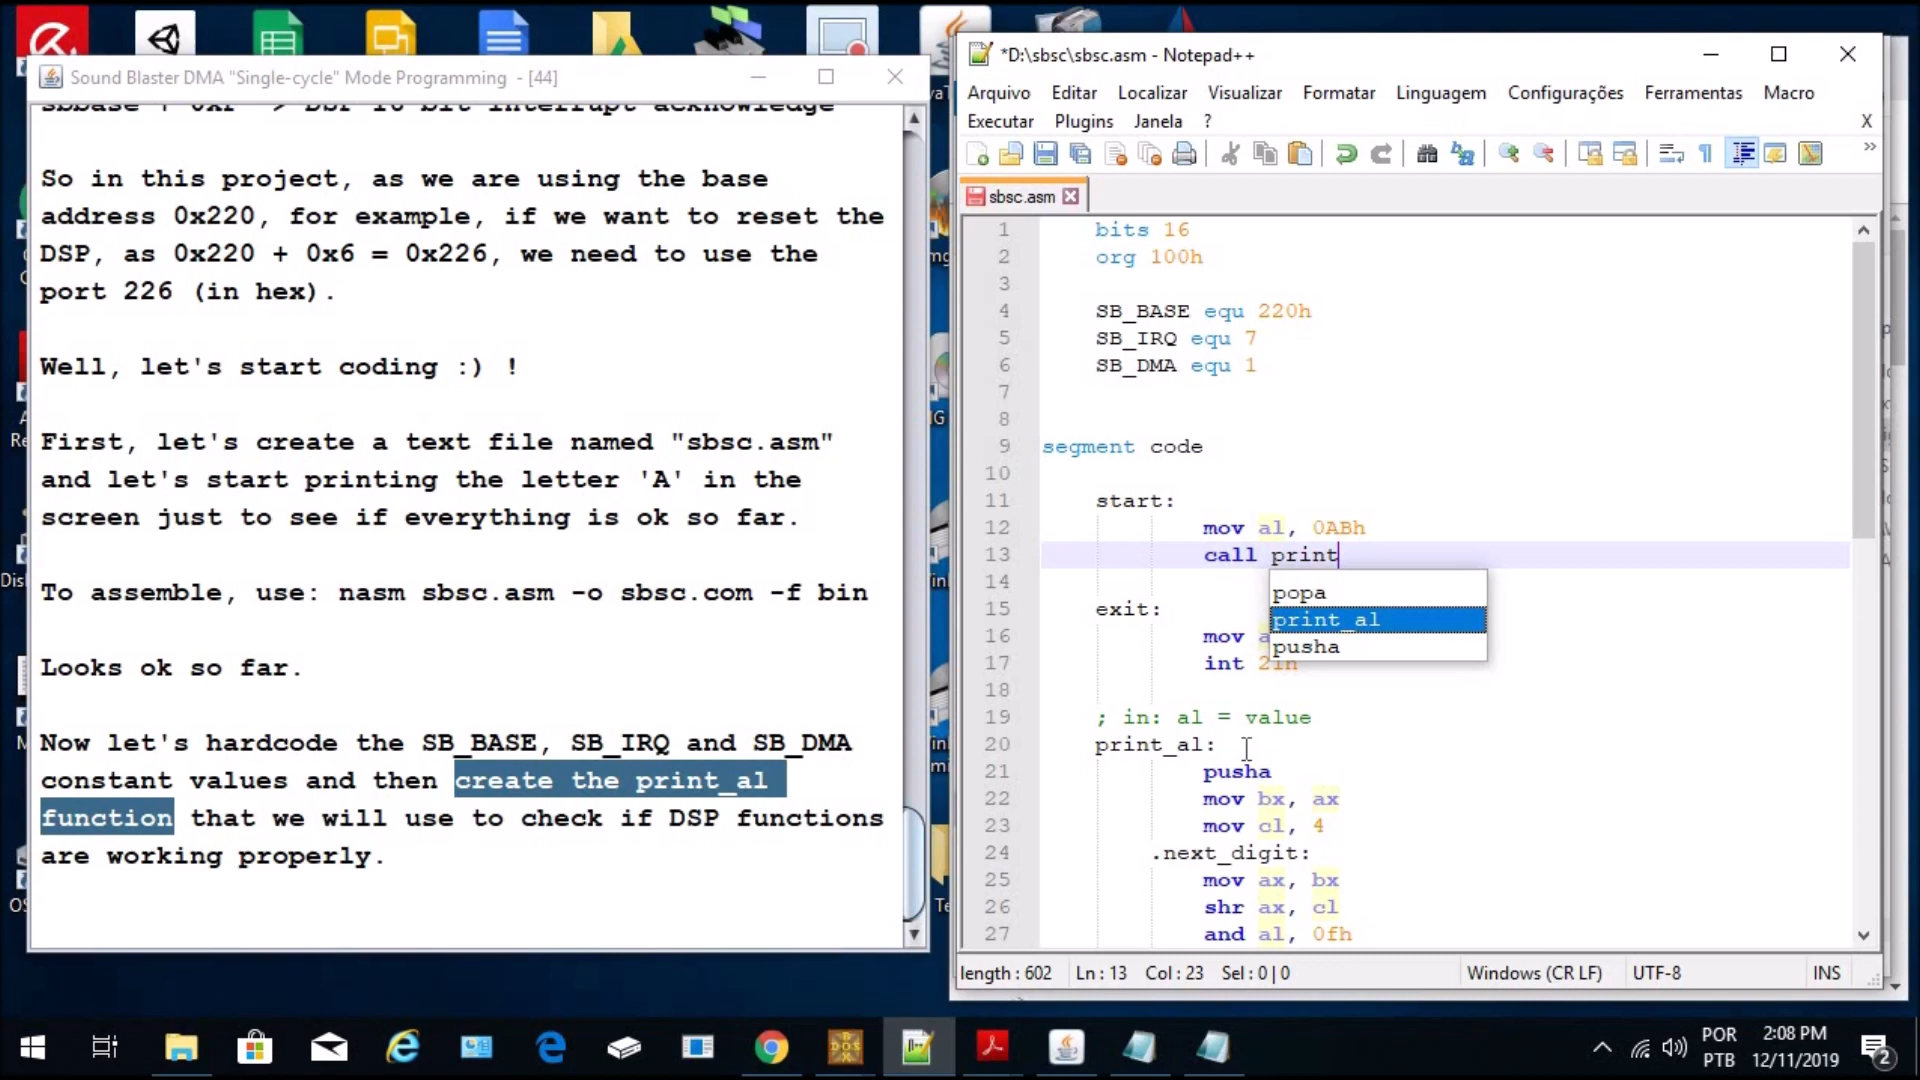 Sound Blaster DMA "Single-cycle" Mode Programming - [44]
So in this project, as we are using the base
address 0x220, for example, if we want to reset the
DSP, as 0x220 + 0x6 = 0x226, we need to use the
port 226 (in hex).
Well, let's start coding :) !
First, let's create a text file named "sbsc.asm"
and let's start printing the letter 'A' in the
screen just to see if everything is ok so far.
To assemble, use: nasm sbsc.asm -o sbsc.com -f bin
Looks ok so far.
Now let's hardcode the SB_BASE, SB_IRQ and SB_DMA
constant values and then create the print_al
function that we will use to check if DSP functions
are working properly.
*D:\sbsc\sbsc.asm - Notepad++
Arquivo Editar Localizar Visualizar Formatar Linguagem Configurações Ferramentas Macro
Executar Plugins Janela ? X
sbsc.asm
1 bits 16
2 org 100h
3
4 SB_BASE equ 220h
5 SB_IRQ equ 7
6 SB_DMA equ 1
7
8
9 segment code
10
11 start:
12 mov al, 0ABh
13 call print
14
15 exit:
16 mov a
17 int 21h
18
19 ; in: al = value
20 print_al:
21 pusha
22 mov bx, ax
23 mov cl, 4
24 .next_digit:
25 mov ax, bx
26 shr ax, cl
27 and al, 0fh
popa
print_al
pusha
length : 602 Ln : 13 Col : 23 Sel : 0 | 0 Windows (CR LF) UTF-8 INS
POR
PTB
2:08 PM
12/11/2019
2